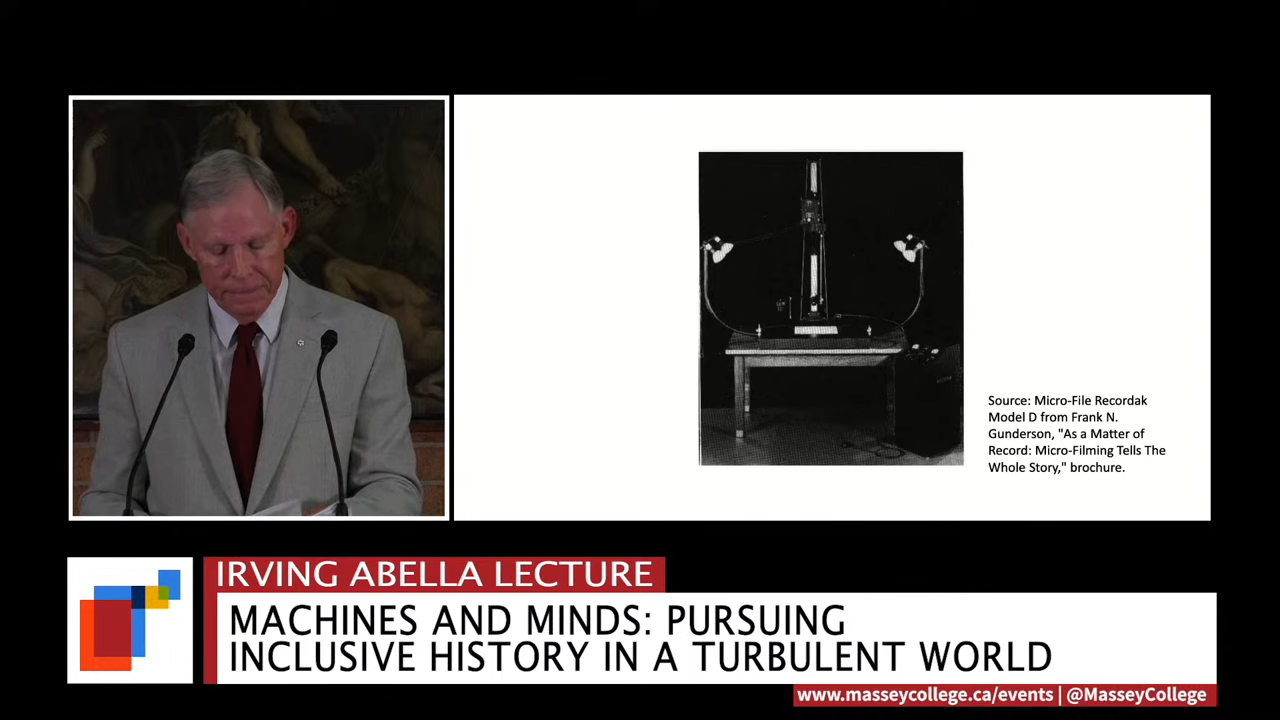 Source: Micro-File Recordak
Model D from Frank N.
Gunderson, "As a Matter of
Record: Micro-Filming Tells The
Whole Story," brochure.
IRVING ABELLA LECTURE
MACHINES AND MINDS: PURSUING
INCLUSIVE HISTORY IN A TURBULENT WORLD
www.masseycollege.ca/events | @MasseyCollege